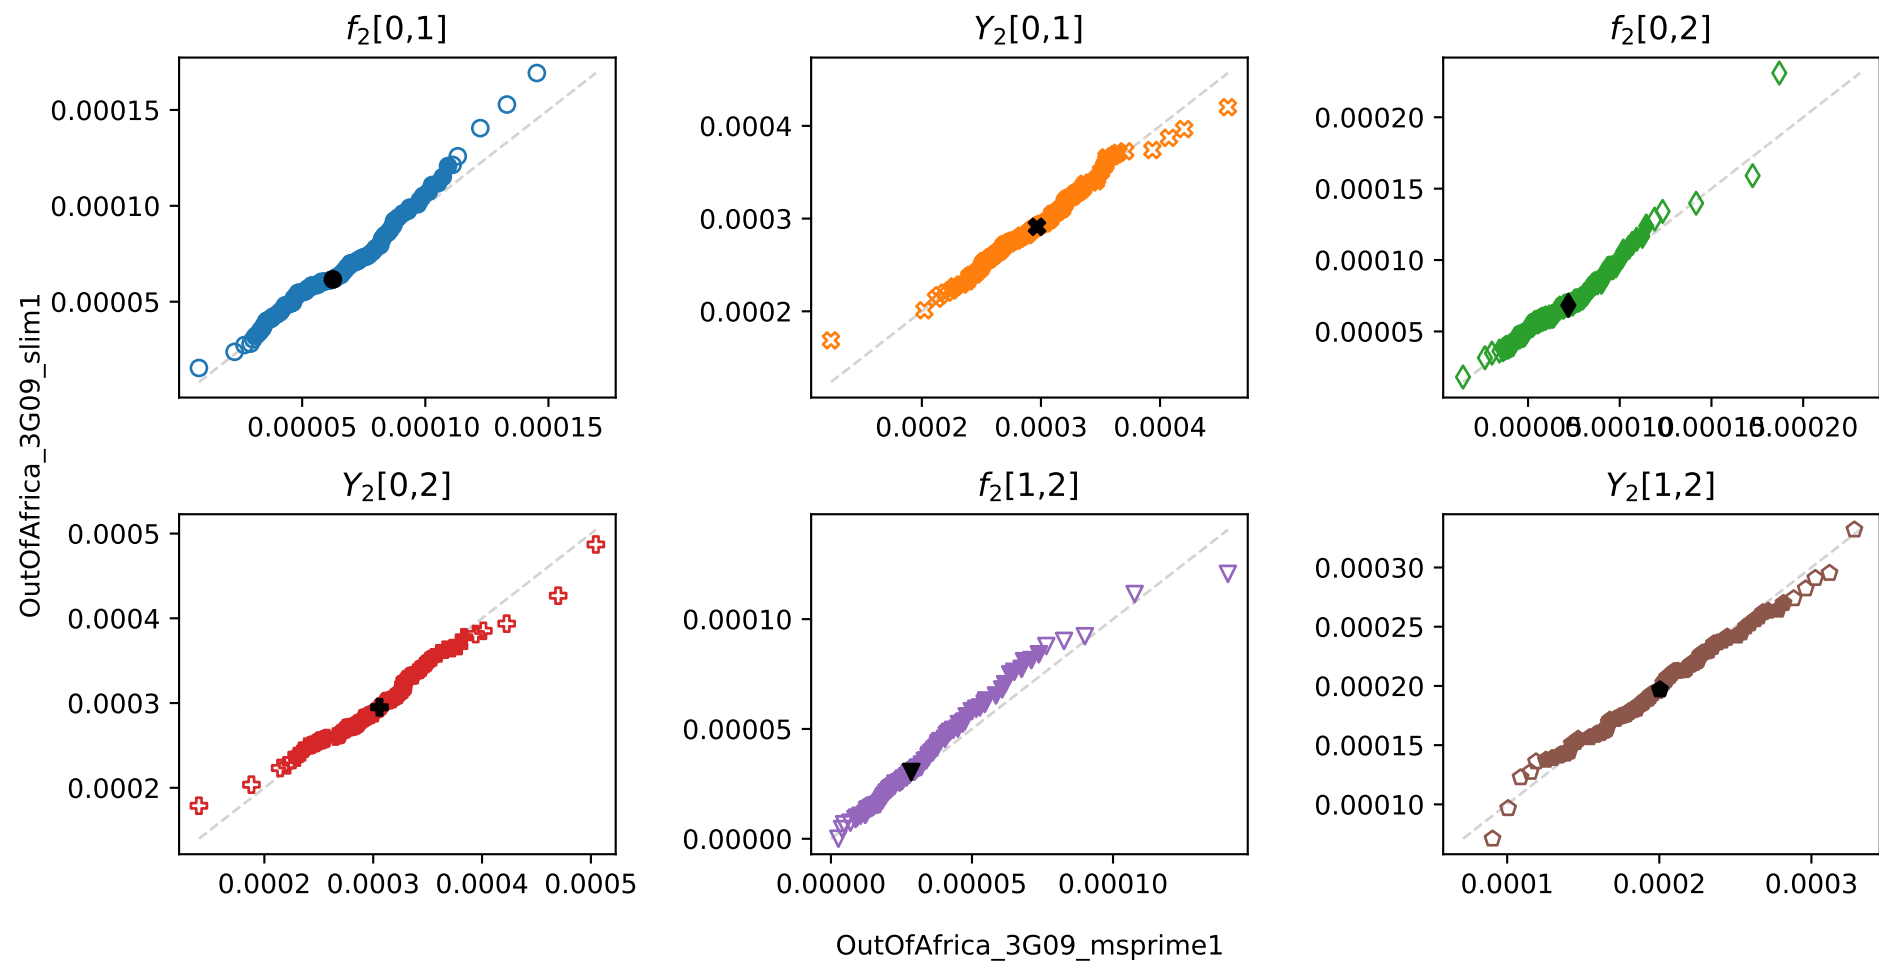 f2[0,1]
Y2[0,1]
f2[0,2]
0.00015
0.00010
0.00005
0.00005 0.00010 0.00015
0.0004
0.0003
0.0002
0.0002 0.0003 0.0004
0.00020
0.00015
0.00010
0.00005
0.00005 0.00010 0.00015 0.00020
OutOfAfrica_3G09_slim1
Y2[0,2]
f2[1,2]
Y2[1,2]
0.0005
0.0004
0.0003
0.0002
0.0002 0.0003 0.0004 0.0005
0.00010
0.00005
0.00000
0.00000 0.00005 0.00010
0.00030
0.00025
0.00020
0.00015
0.00010
0.0001 0.0002 0.0003
OutOfAfrica_3G09_msprime1